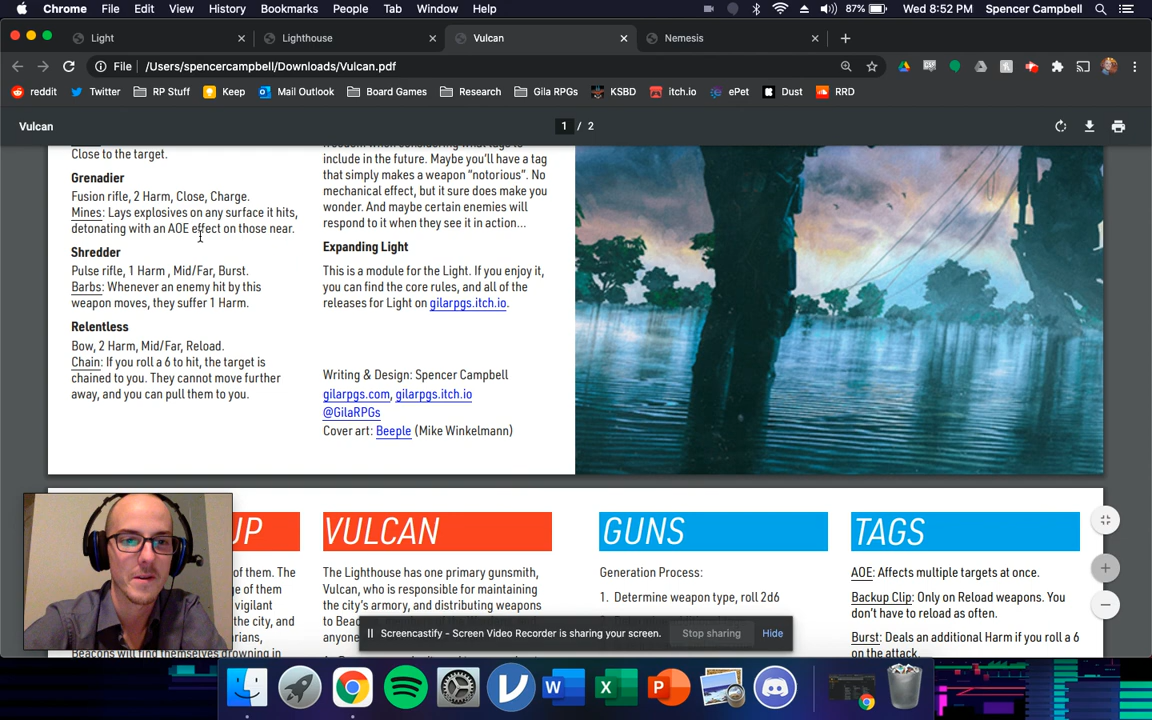 Chrome File Edit View History Bookmarks People Tab Window Help 87% Wed 8:52 PM Spencer Campbell
Light
Lighthouse
Vulcan
Nemesis
File /Users/spencercampbell/Downloads/Vulcan.pdf
reddit Twitter RP Stuff Keep Mail Outlook Board Games Research Gila RPGs KSBD itch.io ePet Dust RRD
Vulcan 1 / 2
Close to the target.
Grenadier
Fusion rifle, 2 Harm, Close, Charge.
Mines: Lays explosives on any surface it hits,
detonating with an AOE effect on those near.
Shredder
Pulse rifle, 1 Harm , Mid/Far, Burst.
Barbs: Whenever an enemy hit by this
weapon moves, they suffer 1 Harm.
Relentless
Bow, 2 Harm, Mid/Far, Reload.
Chain: If you roll a 6 to hit, the target is
chained to you. They cannot move further
away, and you can pull them to you.
include in the future. Maybe you'll have a tag
that simply makes a weapon "notorious". No
mechanical effect, but it sure does make you
wonder. And maybe certain enemies will
respond to it when they see it in action...
Expanding Light
This is a module for the Light. If you enjoy it,
you can find the core rules, and all of the
releases for Light on gilarpgs.itch.io.
Writing & Design: Spencer Campbell
gilarpgs.com, gilarpgs.itch.io
@GilaRPGs
Cover art: Beeple (Mike Winkelmann)
UP
of them. The
ge of them
vigilant
the city, and
arians,
Beacons will find themselves drowning in
VULCAN
The Lighthouse has one primary gunsmith,
Vulcan, who is responsible for maintaining
the city's armory, and distributing weapons
to Bea
anyone
GUNS
Generation Process:
1. Determine weapon type, roll 2d6
TAGS
AOE: Affects multiple targets at once.
Backup Clip: Only on Reload weapons. You
don't have to reload as often.
Burst: Deals an additional Harm if you roll a 6
on the attack.
Screencastify - Screen Video Recorder is sharing your screen. Stop sharing Hide